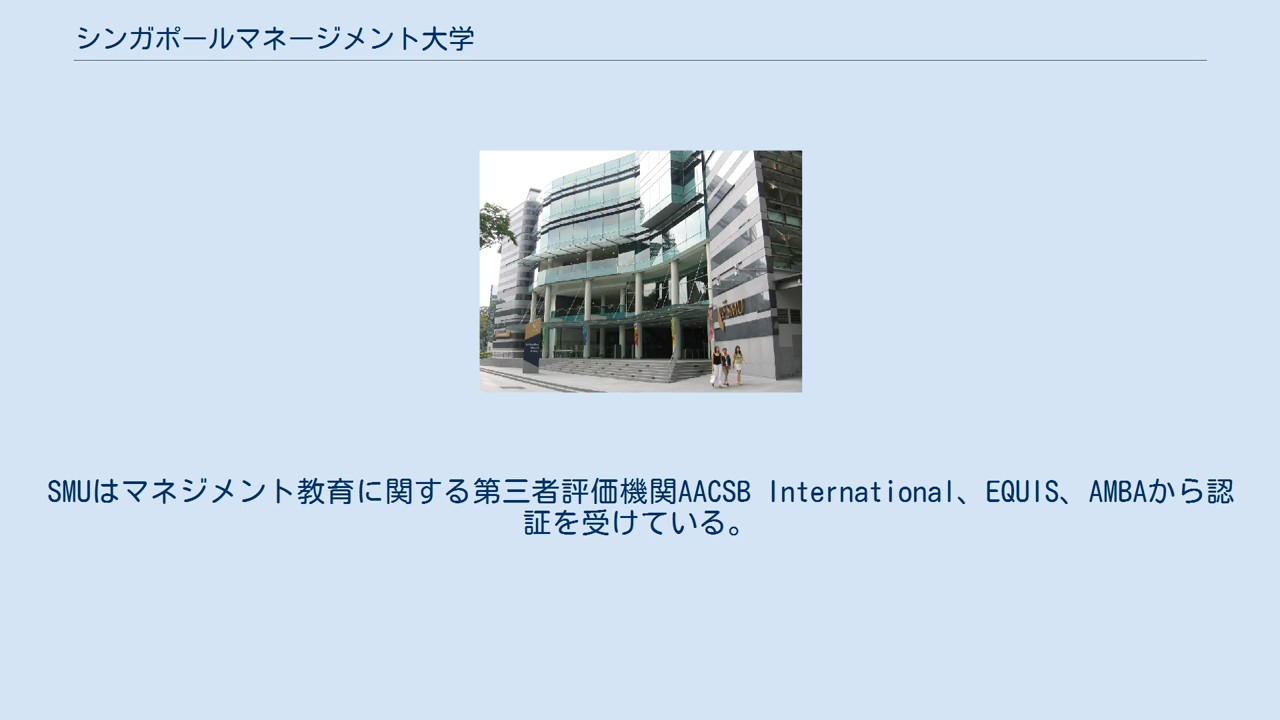 シンガポールマネージメント大学
SMU
SMUはマネジメント教育に関する第三者評価機関AACSB International、EQUIS、AMBAから認
証を受けている。